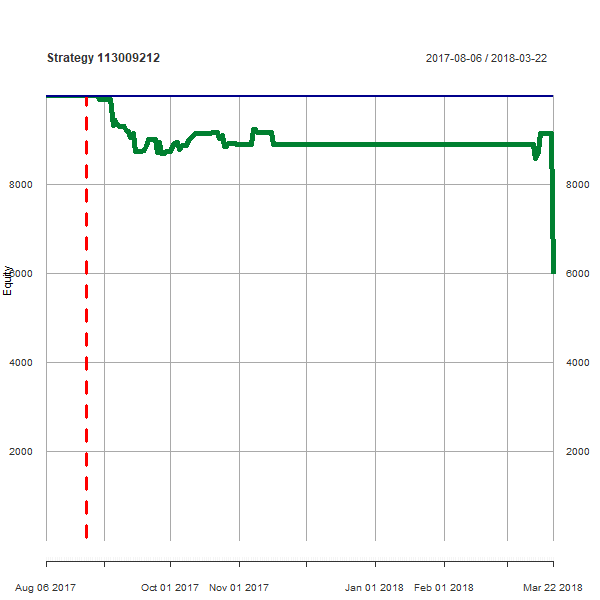 Strategy 113009212
2017-08-06 / 2018-03-22
8000
8000
Equity
6000
6000
4000
4000
2000
2000
Aug 06 2017
Oct 01 2017
Nov 01 2017
Jan 01 2018
Feb 01 2018
Mar 22 2018